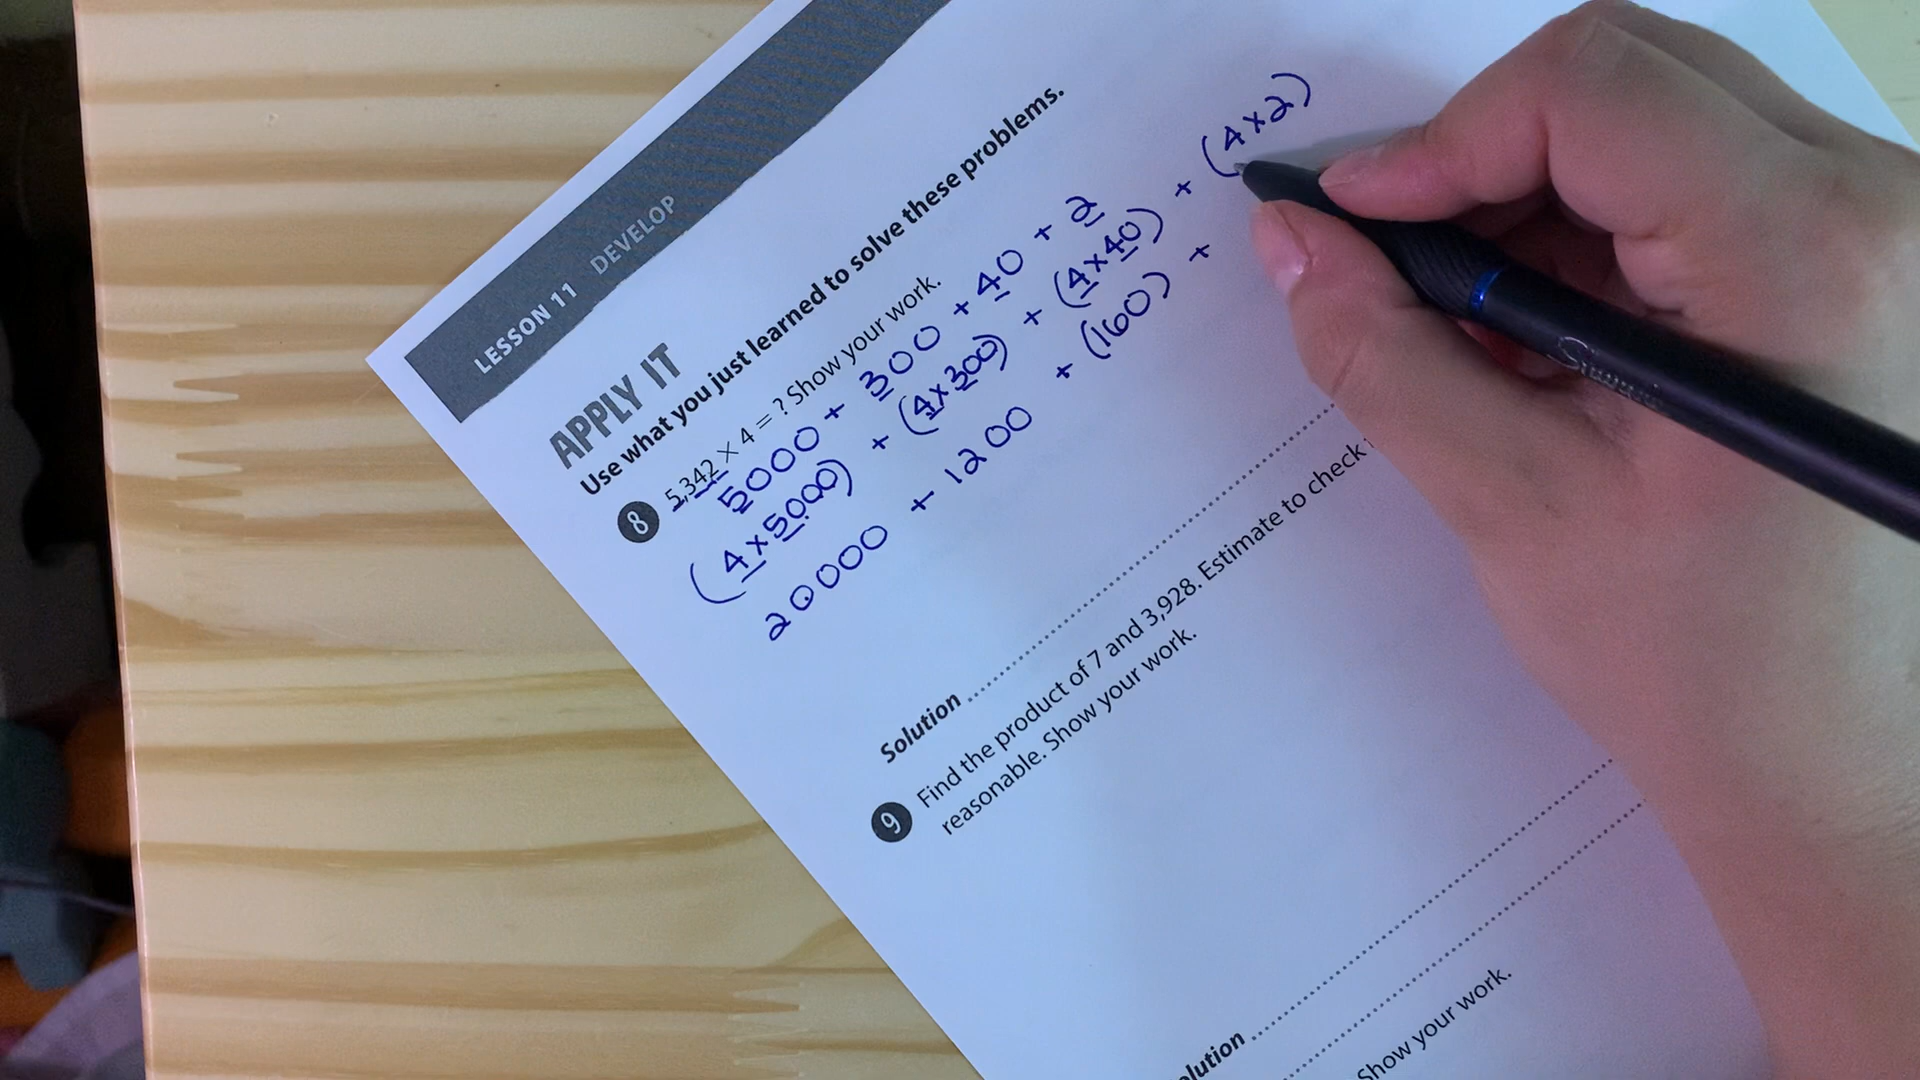 LESSON 11 DEVELOP
APPLY IT
Use what you just learned to solve these problems.
8 5,342 × 4 = ? Show your work.
5000 + 300 + 40 + 2
(4 × 5000) + (4 × 300) + (4 × 40) + (4 × 2)
20000 + 1200 + (160) +
Solution
9 Find the product of 7 and 3,928. Estimate to check
reasonable. Show your work.
Show your work.